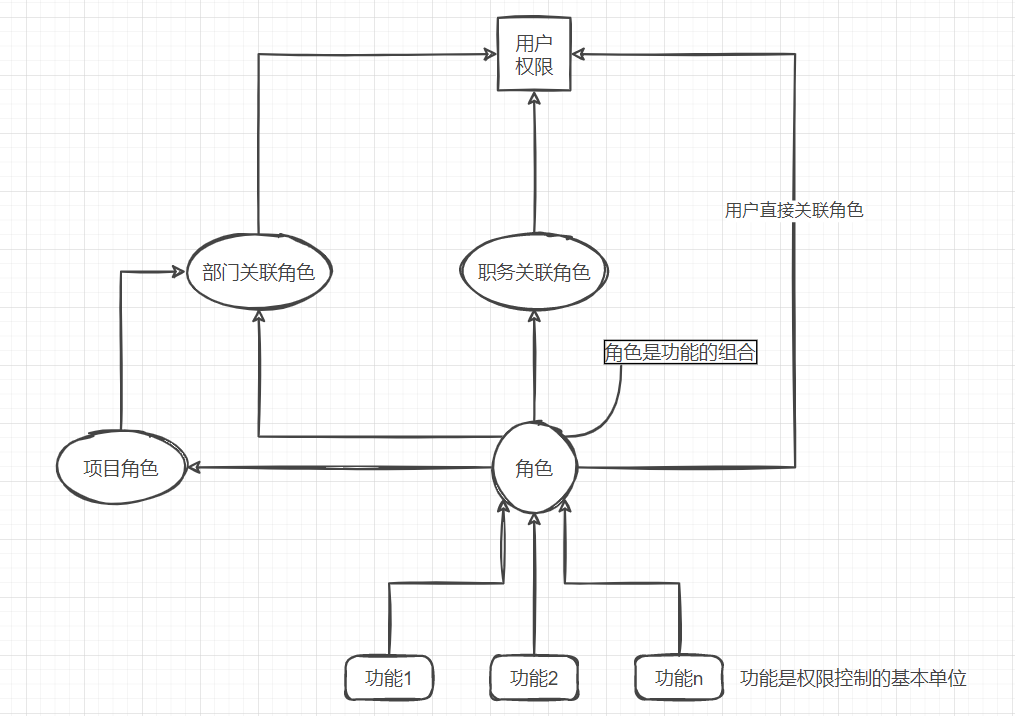 用户
权限
用户直接关联角色
部门关联角色
职务关联角色
角色是功能的组合
项目角色
角色
功能1
功能2
功能n
功能是权限控制的基本单位